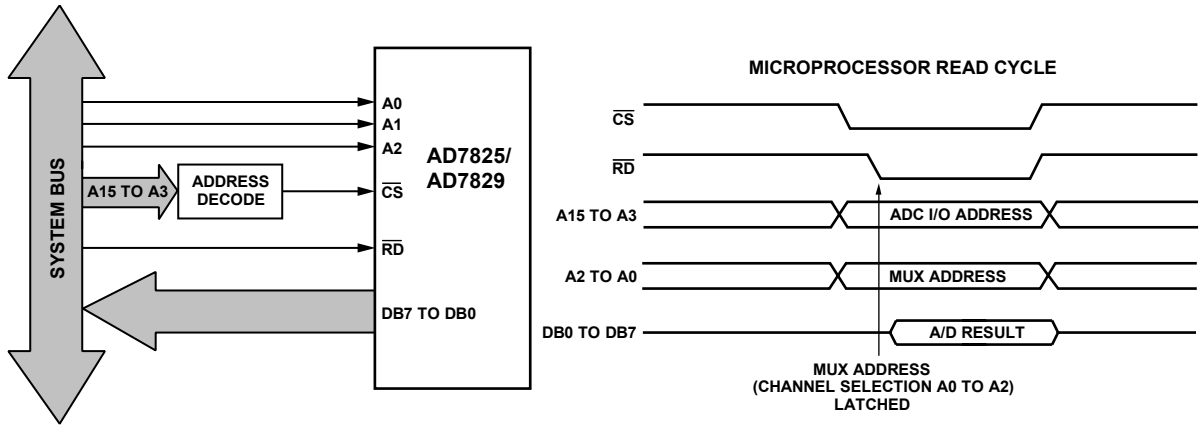 SYSTEM BUS
A0
A1
A2
A15 TO A3
ADDRESS
DECODE
CS
RD
DB7 TO DB0
AD7825/
AD7829
MICROPROCESSOR READ CYCLE
CS
RD
A15 TO A3
ADC I/O ADDRESS
A2 TO A0
MUX ADDRESS
DB0 TO DB7
A/D RESULT
MUX ADDRESS
(CHANNEL SELECTION A0 TO A2)
LATCHED